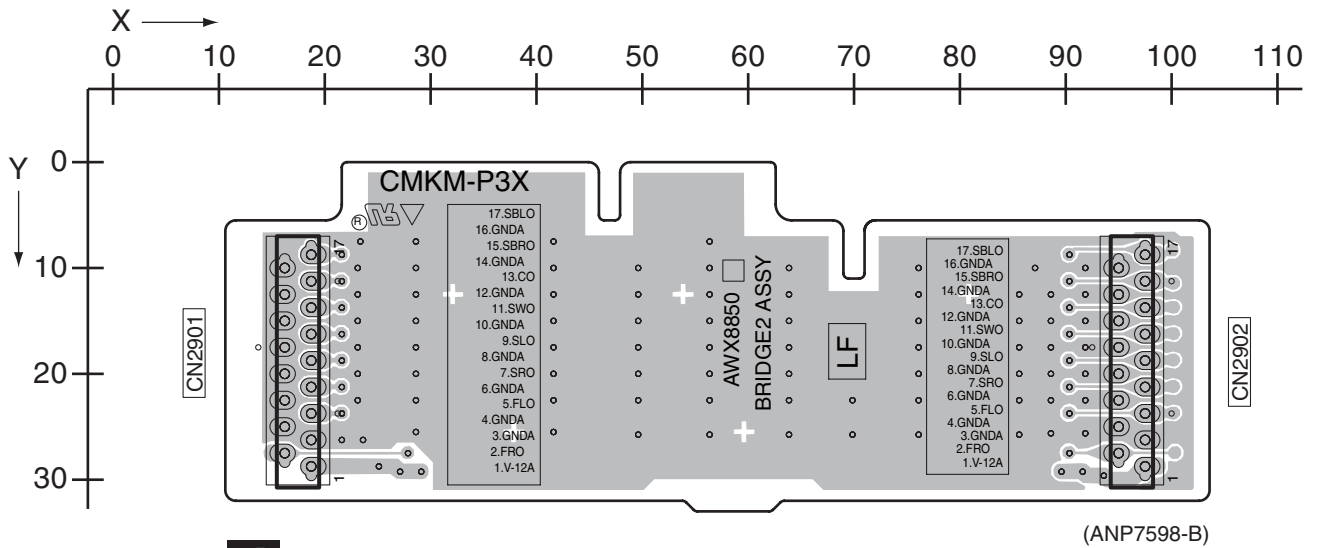 X
0 10 20 30 40 50 60 70 80 90 100 110
Y
0
10
20
30
CMKM-P3X
R
17.SBLO
16.GNDA
15.SBRO
14.GNDA
13.CO
12.GNDA
11.SWO
10.GNDA
9.SLO
8.GNDA
7.SRO
6.GNDA
5.FLO
4.GNDA
3.GNDA
2.FRO
1.V-12A
CN2901
17
1
AWX8850
BRIDGE2 ASSY
LF
17.SBLO
16.GNDA
15.SBRO
14.GNDA
13.CO
12.GNDA
11.SWO
10.GNDA
9.SLO
8.GNDA
7.SRO
6.GNDA
5.FLO
4.GNDA
3.GNDA
2.FRO
1.V-12A
17
1
CN2902
(ANP7598-B)